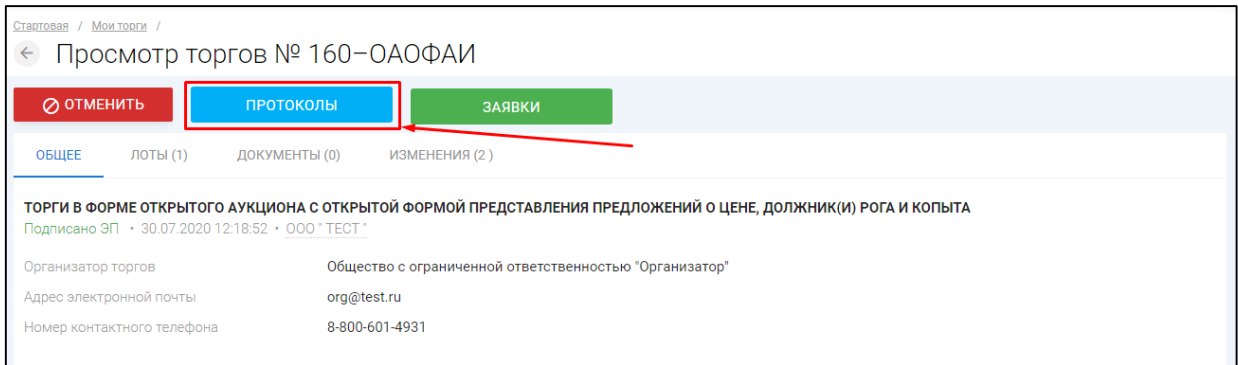 Стартовая / Мои торги /
← Просмотр торгов № 160-ОАОФАИ
ОТМЕНИТЬ ПРОТОКОЛЫ ЗАЯВКИ
ОБЩЕЕ ЛОТЫ (1) ДОКУМЕНТЫ (0) ИЗМЕНЕНИЯ (2 )
ТОРГИ В ФОРМЕ ОТКРЫТОГО АУКЦИОНА С ОТКРЫТОЙ ФОРМОЙ ПРЕДСТАВЛЕНИЯ ПРЕДЛОЖЕНИЙ О ЦЕНЕ, ДОЛЖНИК(И) РОГА И КОПЫТА
Подписано ЭП • 30.07.2020 12:18:52 • ООО " ТЕСТ "
Организатор торгов Общество с ограниченной ответственностью "Организатор"
Адрес электронной почты org@test.ru
Номер контактного телефона 8-800-601-4931